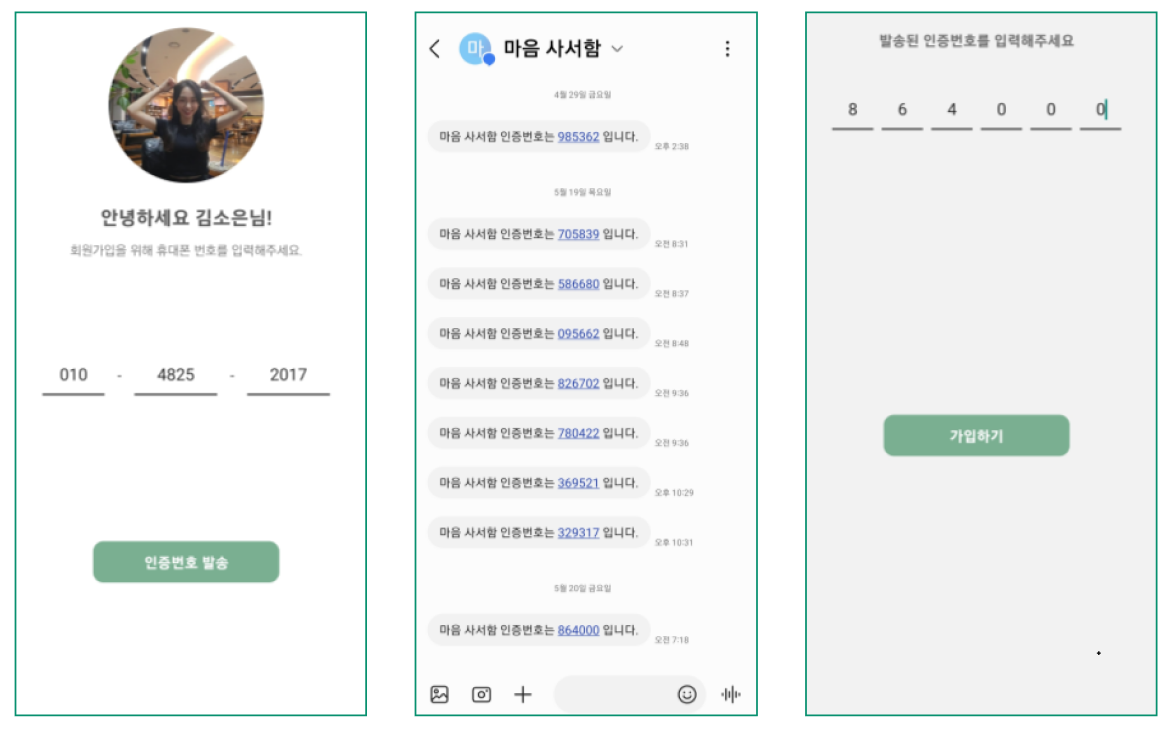 안녕하세요 김소은님!
회원가입을 위해 휴대폰 번호를 입력해주세요.
010 - 4825 - 2017
인증번호 발송
마 마음 사서함
4월 29일 금요일
마음 사서함 인증번호는 985362 입니다.
오후 2:38
5월 19일 목요일
마음 사서함 인증번호는 705839 입니다.
오전 8:31
마음 사서함 인증번호는 586680 입니다.
오전 8:37
마음 사서함 인증번호는 095662 입니다.
오전 8:48
마음 사서함 인증번호는 826702 입니다.
오전 9:36
마음 사서함 인증번호는 780422 입니다.
오전 9:36
마음 사서함 인증번호는 369521 입니다.
오후 10:29
마음 사서함 인증번호는 329317 입니다.
오후 10:31
5월 20일 금요일
마음 사서함 인증번호는 864000 입니다.
오전 7:18
발송된 인증번호를 입력해주세요
8 6 4 0 0 0
가입하기